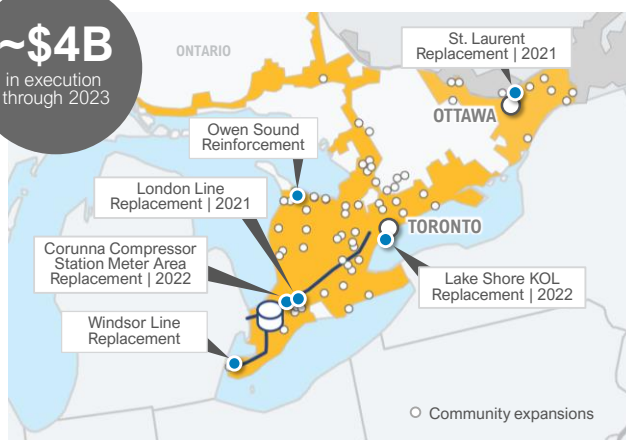 ~$4B
in execution
through 2023
ONTARIO
St. Laurent
Replacement | 2021
OTTAWA
Owen Sound
Reinforcement
London Line
Replacement | 2021
TORONTO
Corunna Compressor
Station Meter Area
Replacement | 2022
Lake Shore KOL
Replacement | 2022
Windsor Line
Replacement
Community expansions